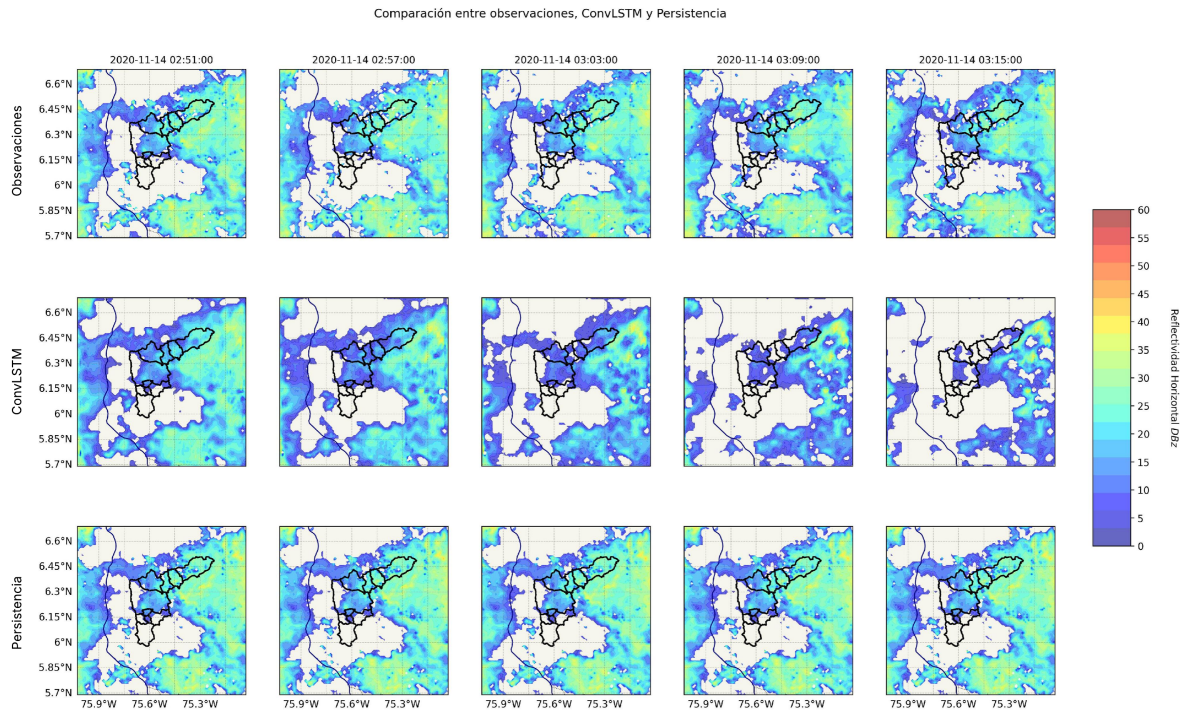 Comparación entre observaciones, ConvLSTM y Persistencia
2020-11-14 02:51:00
2020-11-14 02:57:00
2020-11-14 03:03:00
2020-11-14 03:09:00
2020-11-14 03:15:00
Observaciones
6.6°N
6.45°N
6.3°N
6.15°N
6°N
5.85°N
5.7°N
ConvLSTM
6.6°N
6.45°N
6.3°N
6.15°N
6°N
5.85°N
5.7°N
Persistencia
6.6°N
6.45°N
6.3°N
6.15°N
6°N
5.85°N
5.7°N
75.9°W 75.6°W 75.3°W
75.9°W 75.6°W 75.3°W
75.9°W 75.6°W 75.3°W
75.9°W 75.6°W 75.3°W
75.9°W 75.6°W 75.3°W
60
55
50
45
40
35
30
25
20
15
10
5
0
Reflectividad Horizontal DBz